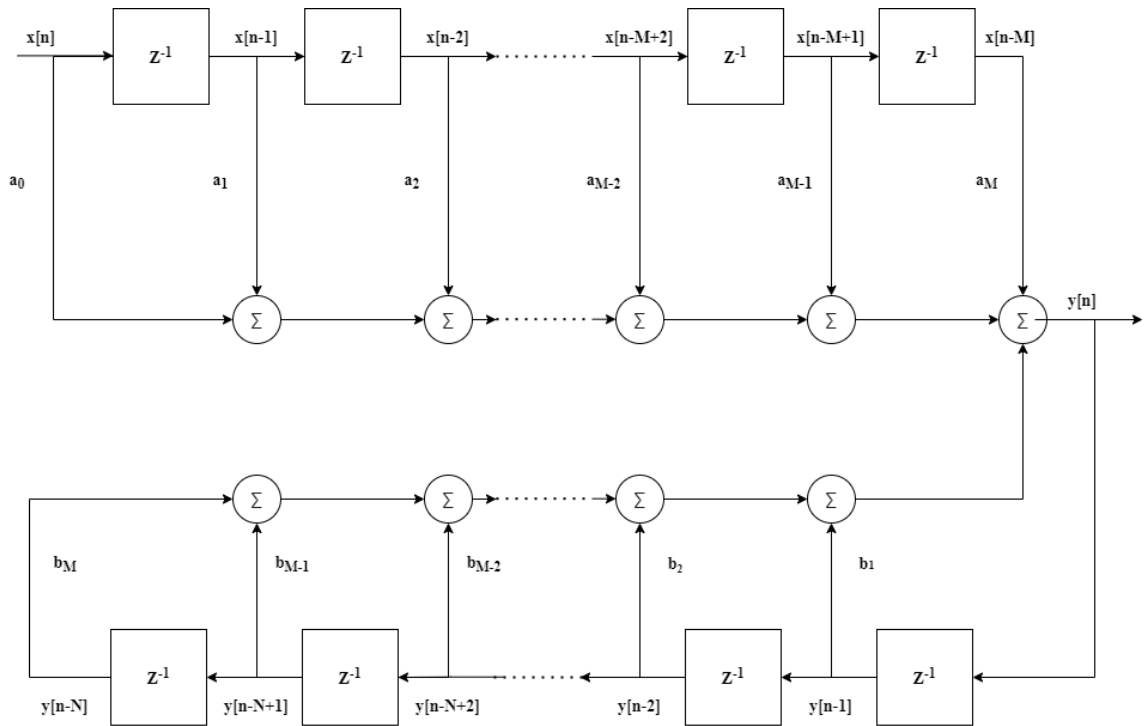 x[n] x[n-1] x[n-2] x[n-M+2] x[n-M+1] x[n-M]
Z-1 Z-1 Z-1 Z-1
a0 a1 a2 aM-2 aM-1 aM
y[n]
Σ Σ Σ Σ Σ
Σ Σ Σ Σ
bM bM-1 bM-2 b2 b1
Z-1 Z-1 Z-1 Z-1
y[n-N] y[n-N+1] y[n-N+2] y[n-2] y[n-1]